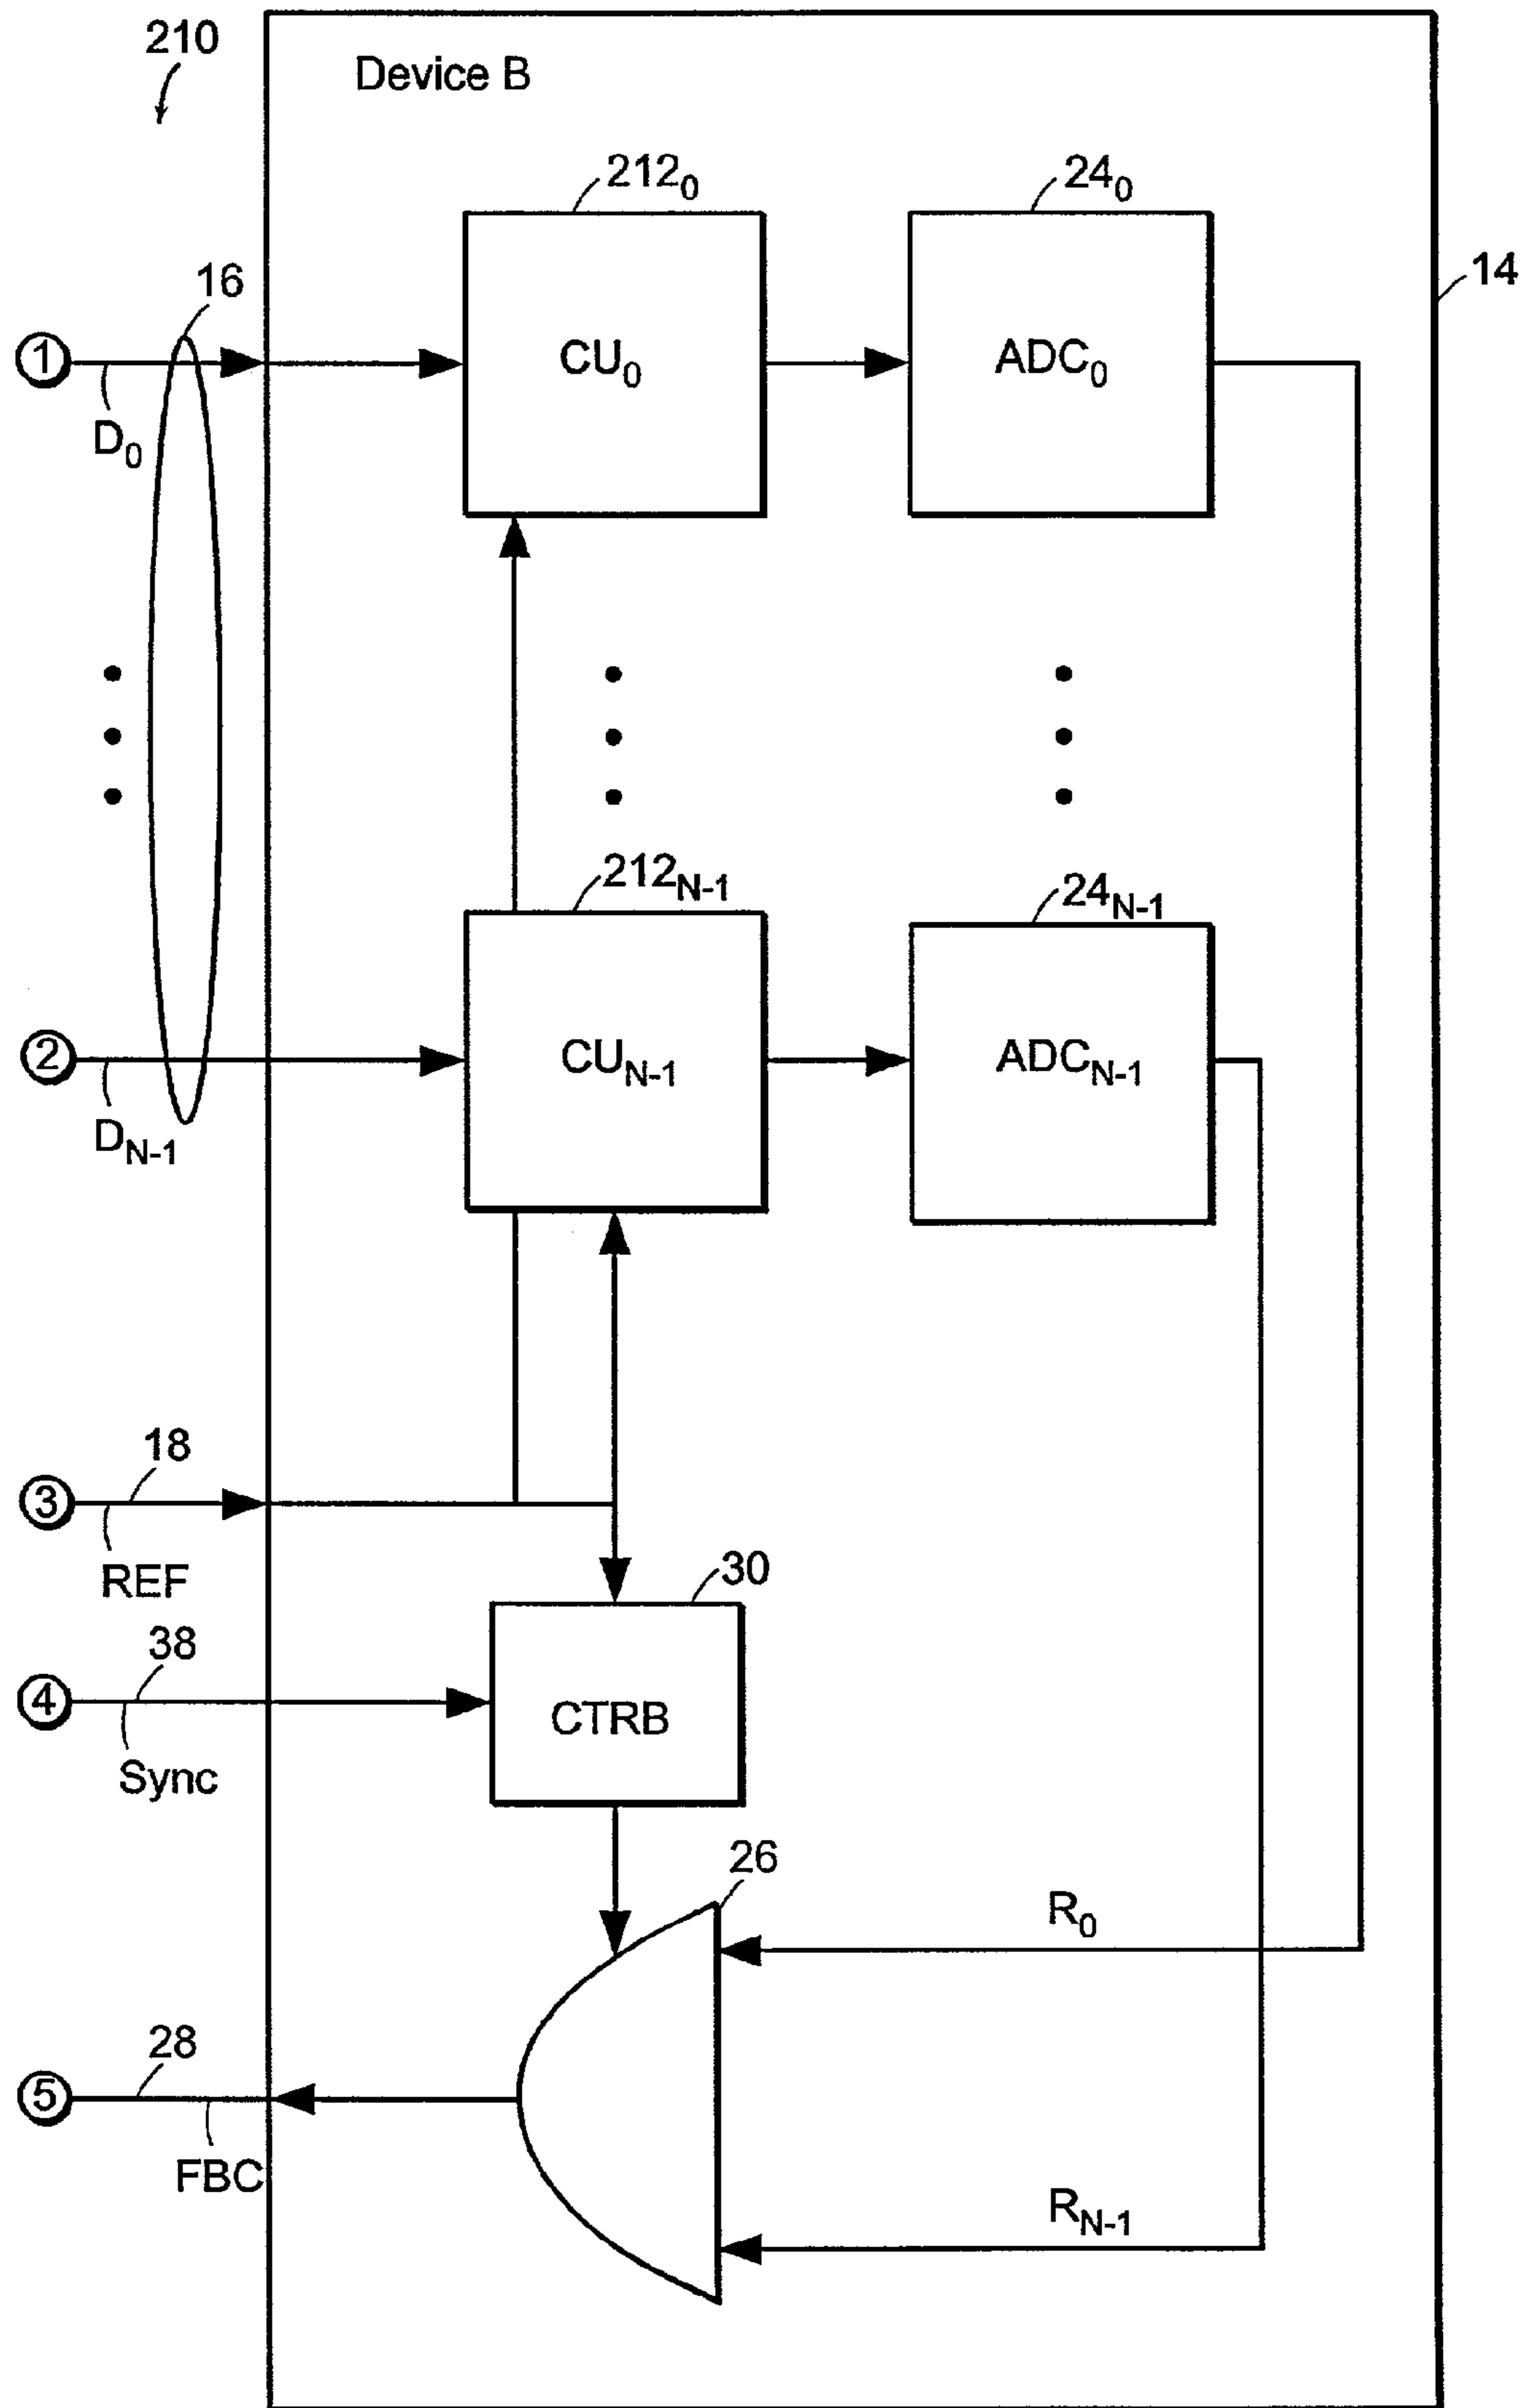 210
Device B
212₀
24₀
14
16
1
CU₀
ADC₀
D₀
212N-1
24N-1
2
CUN-1
ADCN-1
DN-1
18
3
REF
30
38
4
CTRB
Sync
26
R₀
28
5
FBC
RN-1